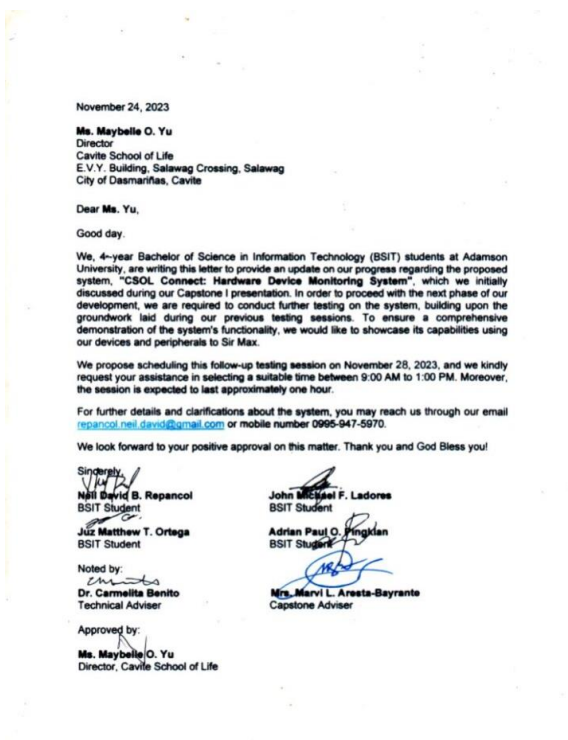 November 24, 2023
Ms. Maybelle O. Yu
Director
Cavite School of Life
E.V.Y. Building, Salawag Crossing, Salawag
City of Dasmariñas, Cavite
Dear Ms. Yu,
Good day.
We, 4th-year Bachelor of Science in Information Technology (BSIT) students at Adamson
University, are writing this letter to provide an update on our progress regarding the proposed
system, "CSOL Connect: Hardware Device Monitoring System", which we initially
discussed during our Capstone I presentation. In order to proceed with the next phase of our
development, we are required to conduct further testing on the system, building upon the
groundwork laid during our previous testing sessions. To ensure a comprehensive
demonstration of the system's functionality, we would like to showcase its capabilities using
our devices and peripherals to Sir Max.
We propose scheduling this follow-up testing session on November 28, 2023, and we kindly
request your assistance in selecting a suitable time between 9:00 AM to 1:00 PM. Moreover,
the session is expected to last approximately one hour.
For further details and clarifications about the system, you may reach us through our email
repancol.neil.david@gmail.com or mobile number 0995-947-5970.
We look forward to your positive approval on this matter. Thank you and God Bless you!
Sincerely,
Neil David B. Repancol
BSIT Student
John Michael F. Ladores
BSIT Student
Juz Matthew T. Ortega
BSIT Student
Adrian Paul O. Pingkian
BSIT Student
Noted by:
Dr. Carmelita Benito
Technical Adviser
Mrs. Marvi L. Aresta-Bayrante
Capstone Adviser
Approved by:
Ms. Maybelle O. Yu
Director, Cavite School of Life